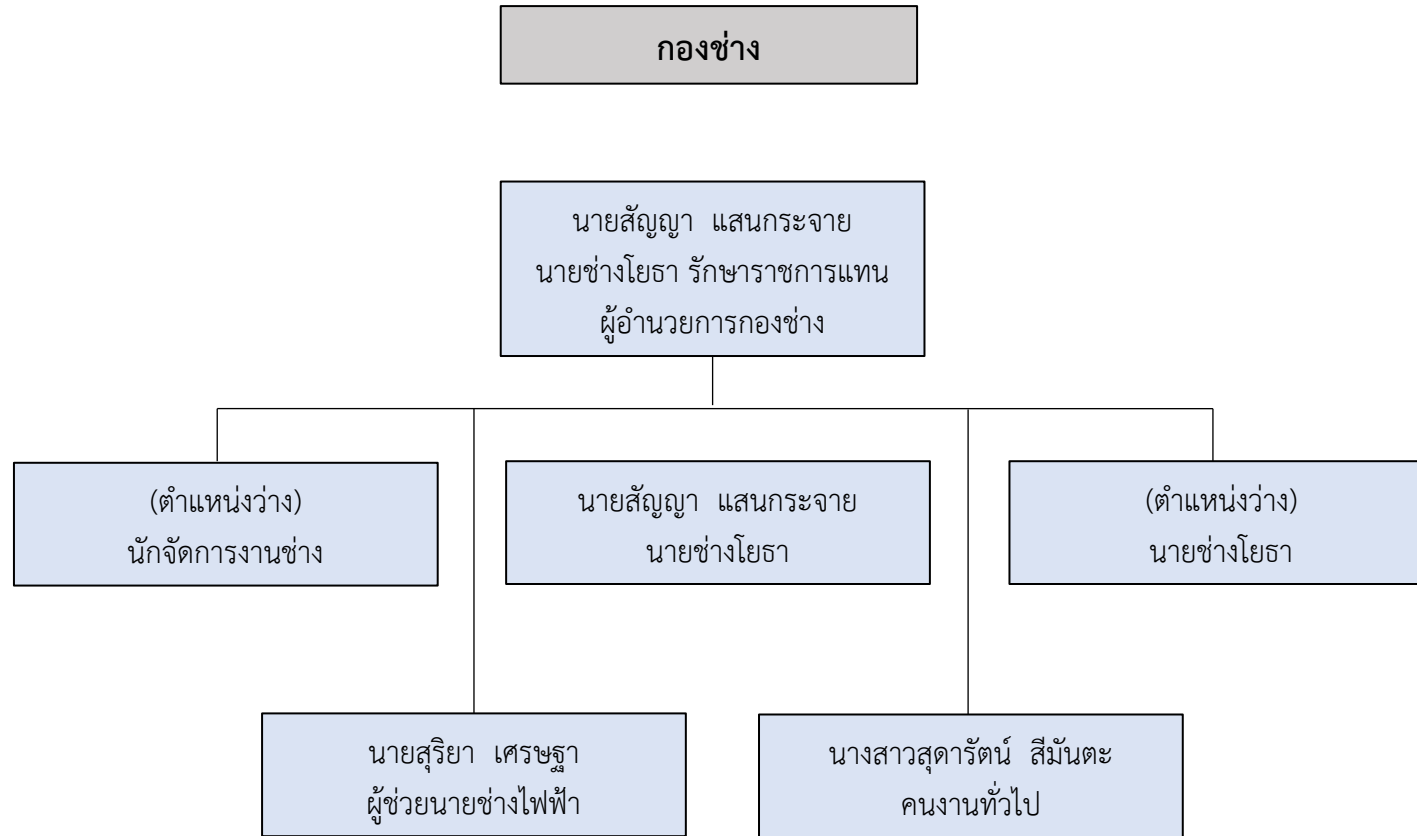 กองช่าง
นายสัญญา แสนกระจาย
นายช่างโยธา รักษาราชการแทน
ผู้อำนวยการกองช่าง
(ตำแหน่งว่าง)
นักจัดการงานช่าง
นายสัญญา แสนกระจาย
นายช่างโยธา
(ตำแหน่งว่าง)
นายช่างโยธา
นายสุริยา เศรษฐา
ผู้ช่วยนายช่างไฟฟ้า
นางสาวสุดารัตน์ สีมันตะ
คนงานทั่วไป